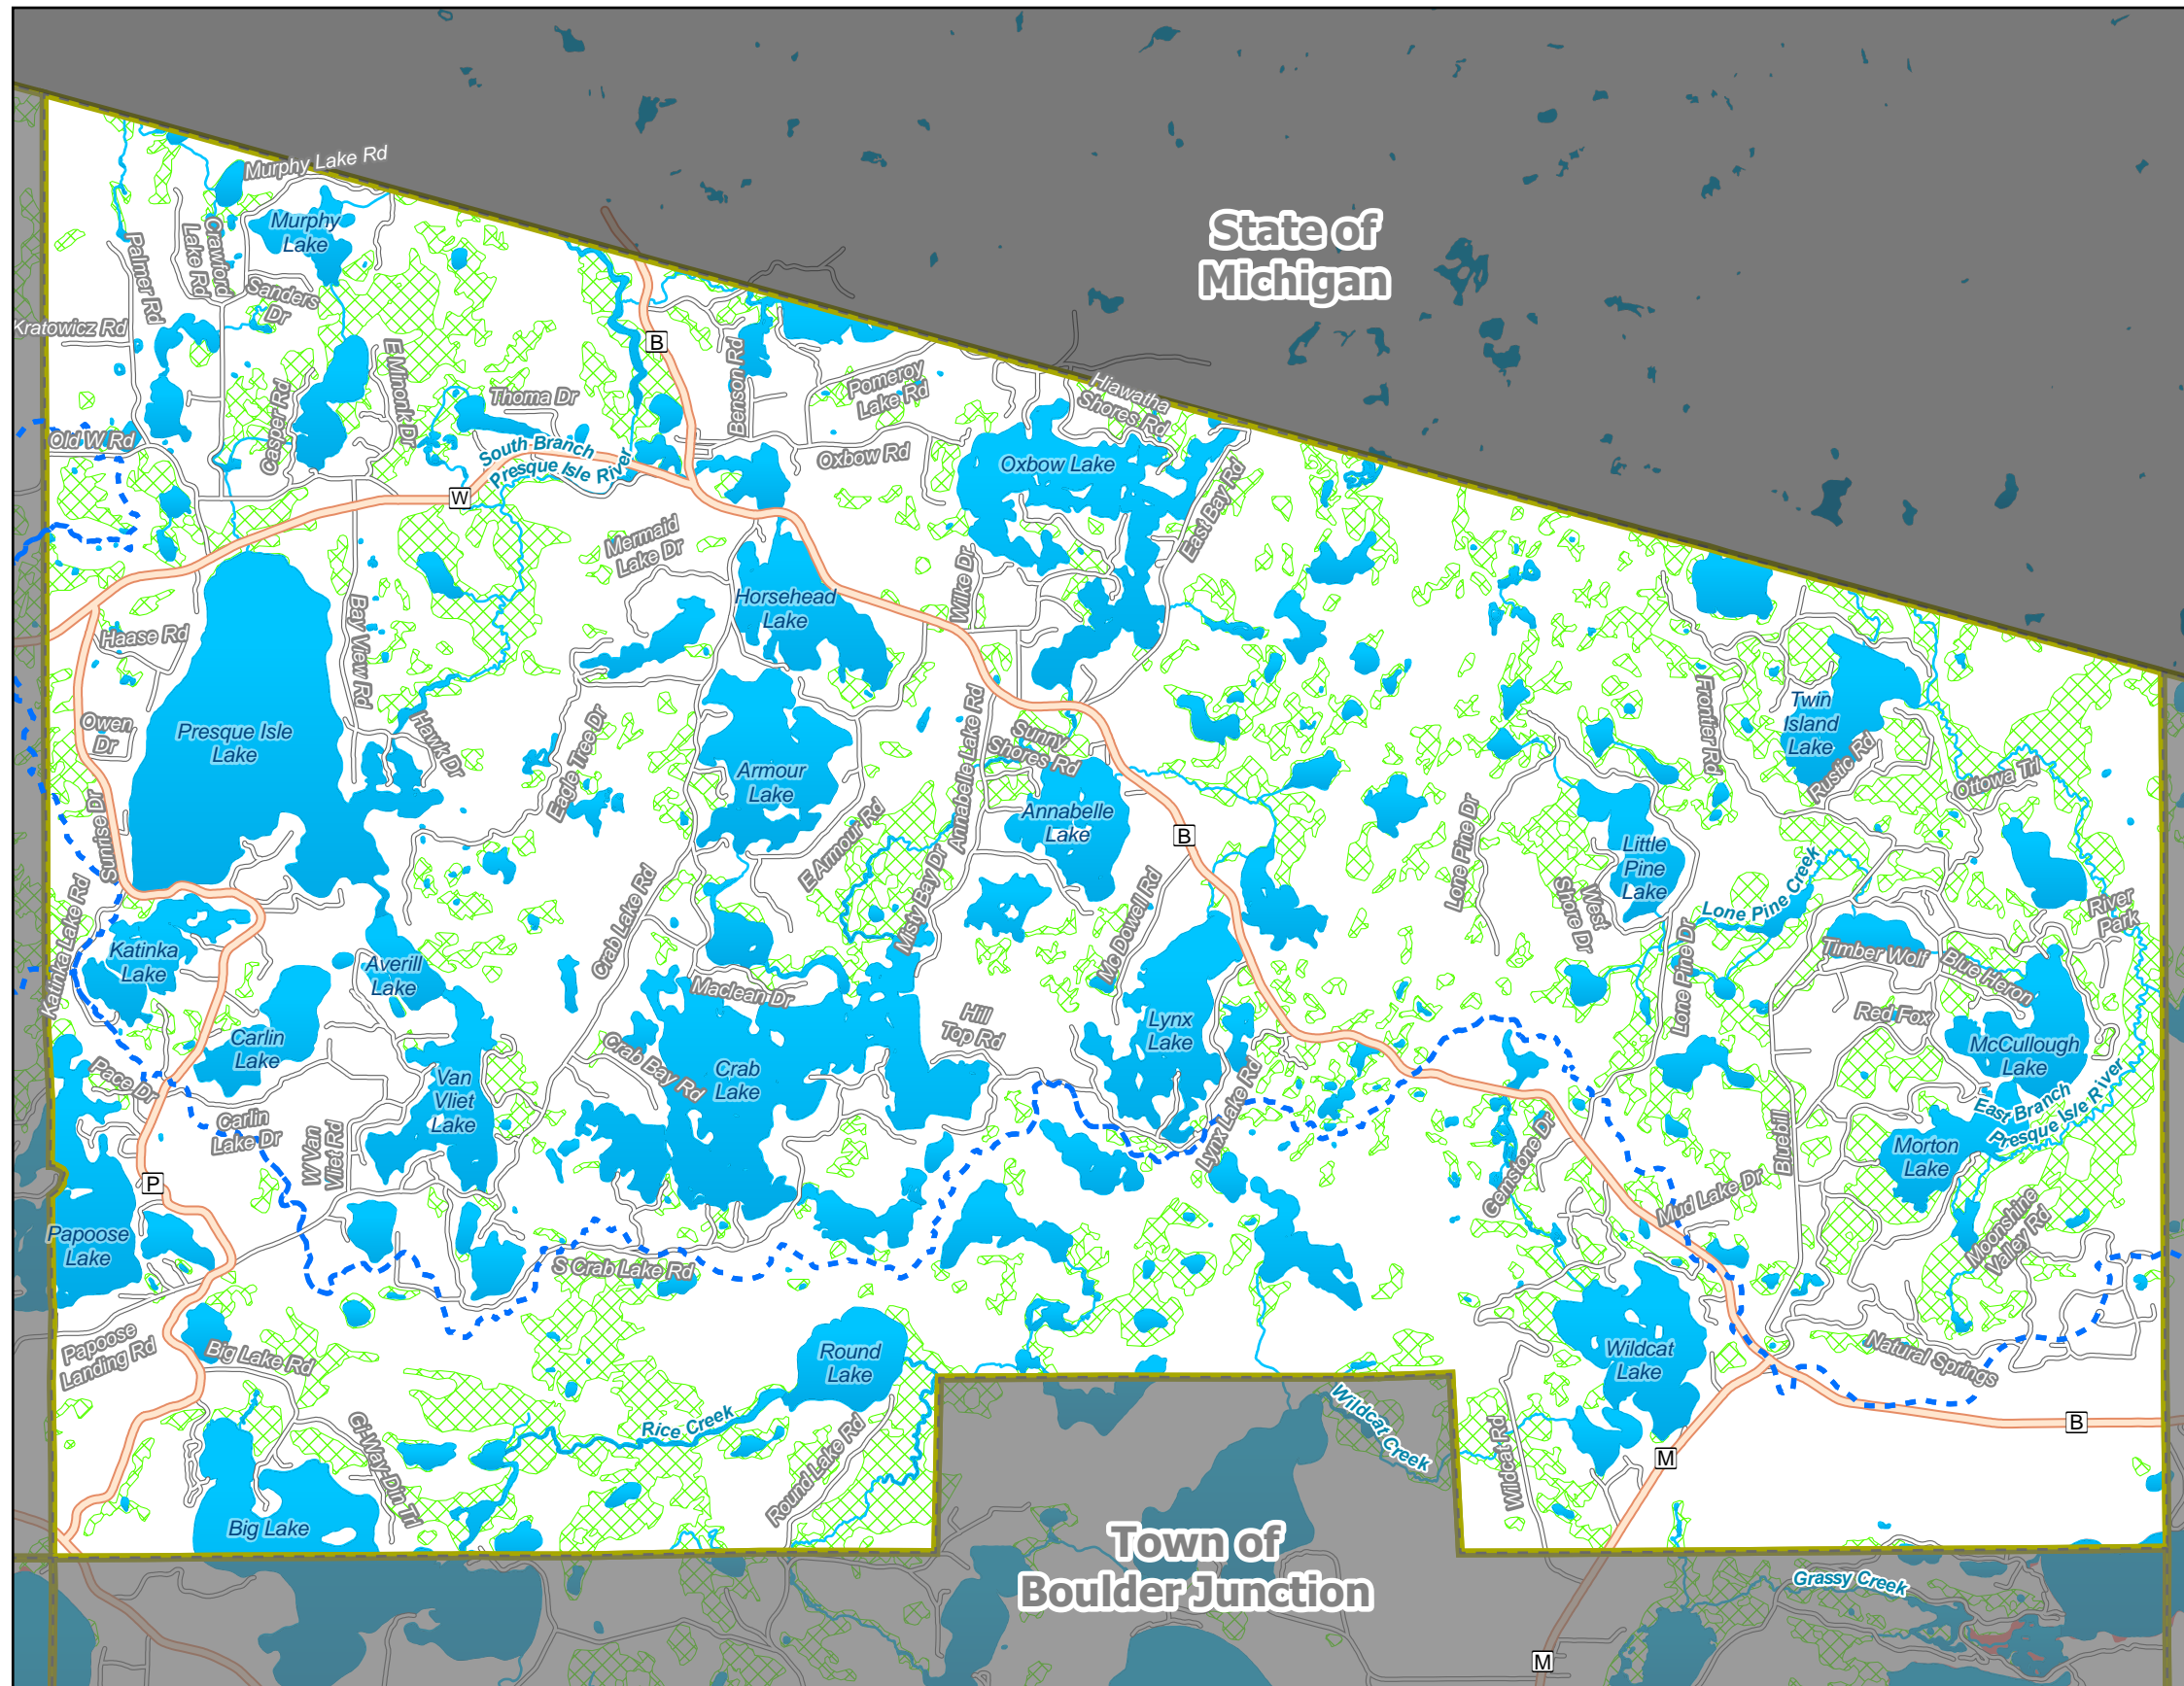 State of
Michigan
Murphy Lake Rd
Murphy
Lake
Crawford
Lake Rd
Palmer Rd
Sanders
Dr
Kratowicz Rd
B
Benson Rd
E Minonk Dr
Casper Rd
Thoma Dr
Pomeroy
Lake Rd
Hiawatha
Shores Rd
Old W Rd
South Branch
Presque Isle River
Oxbow Rd
Oxbow Lake
W
East Bay Rd
Mermaid
Lake Dr
Wilke Dr
Horsehead
Lake
Haase Rd
Bay View Rd
Owen
Dr
Presque Isle
Lake
Hawk Dr
Eagle Tree Dr
Armour
Lake
Annabelle Lake Rd
Sunny
Shores Rd
Annabelle
Lake
Frontier Rd
Twin
Island
Lake
Rustic Rd
Ottowa Trl
Sunrise Dr
E Armour Rd
B
Lone Pine Dr
Little
Pine
Lake
West
Shore Dr
Lone Pine Creek
Katinka Lake Rd
Katinka
Lake
Averill
Lake
Crab Lake Rd
Misty Bay Dr
Mc Dowell Rd
Maclean Dr
Lone Pine Dr
Timber Wolf
Blue Heron
River
Park
Red Fox
Carlin
Lake
Hill
Top Rd
Lynx
Lake
McCullough
Lake
Pace Dr
Van
Vliet
Lake
Crab Bay Rd
Crab
Lake
Lynx Lake Rd
East Branch
Presque Isle River
Carlin
Lake Dr
W Van
Vliet Rd
Gemstone Dr
Bluebill
Morton
Lake
P
Mud Lake Dr
Papoose
Lake
S Crab Lake Rd
Moonshine
Valley Rd
Papoose
Landing Rd
Big Lake Rd
Round
Lake
Wildcat
Lake
Natural Springs
Gi-Way-Din Trl
Rice Creek
Round Lake Rd
Wildcat Creek
Wildcat Rd
B
M
Big Lake
Town of
Boulder Junction
Grassy Creek
M